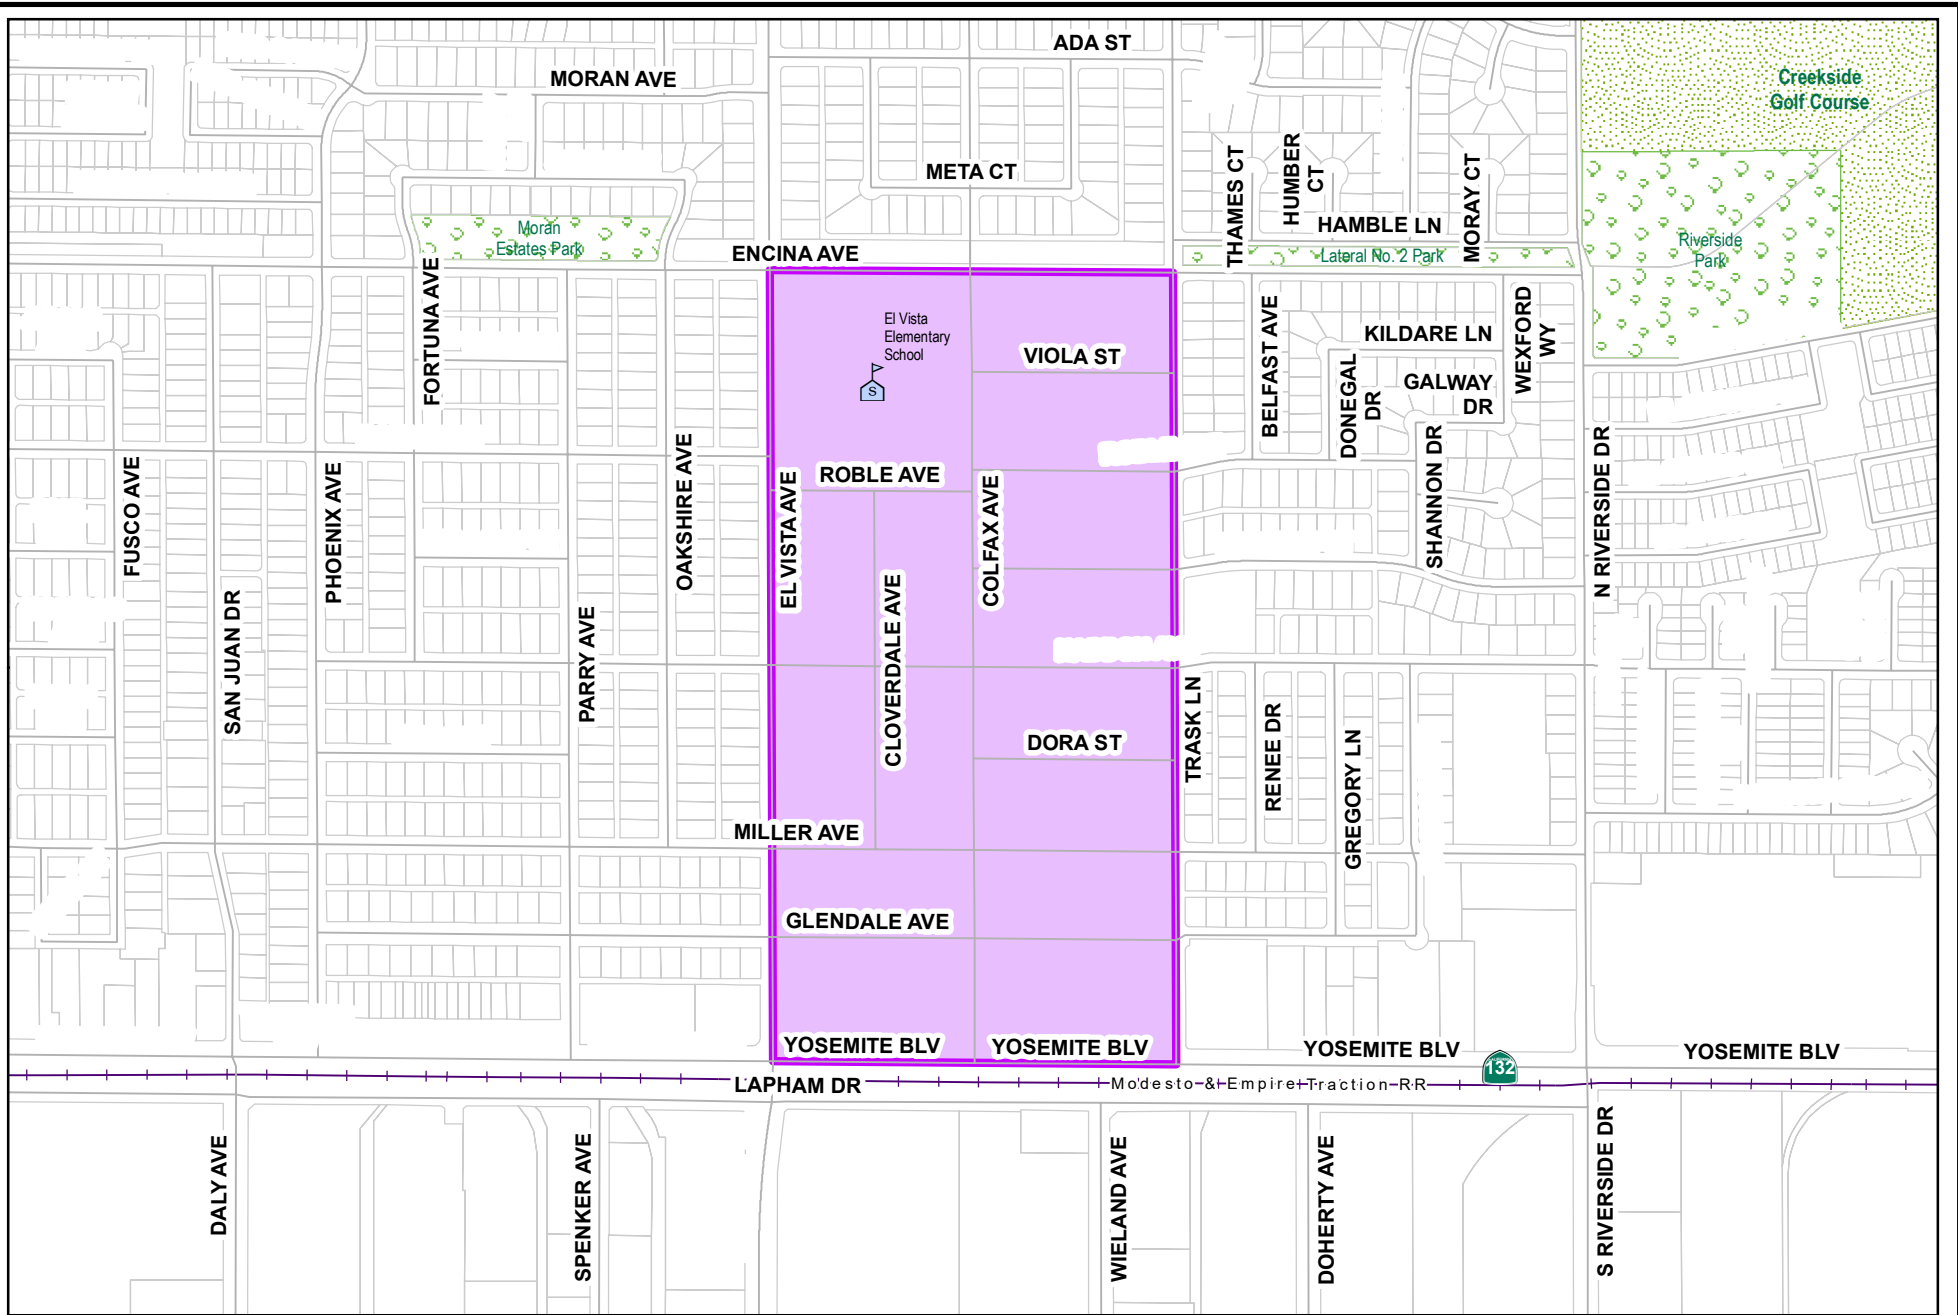 ADA ST
MORAN AVE
Creekside
Golf Course
META CT
THAMES CT
HUMBER
CT
MORAY CT
HAMBLE LN
Moran
Estates Park
Riverside
Park
ENCINA AVE
Lateral No. 2 Park
FORTUNA AVE
El Vista
Elementary
School
S
VIOLA ST
BELFAST AVE
KILDARE LN
WEXFORD
WY
DONEGAL
DR
GALWAY
DR
FUSCO AVE
PHOENIX AVE
OAKSHIRE AVE
EL VISTA AVE
ROBLE AVE
COLFAX AVE
SHANNON DR
N RIVERSIDE DR
SAN JUAN DR
PARRY AVE
CLOVERDALE AVE
TRASK LN
RENEE DR
GREGORY LN
DORA ST
MILLER AVE
GLENDALE AVE
YOSEMITE BLV
YOSEMITE BLV
YOSEMITE BLV
YOSEMITE BLV
132
LAPHAM DR
Modesto & Empire Traction RR
DALY AVE
SPENKER AVE
WIELAND AVE
DOHERTY AVE
S RIVERSIDE DR